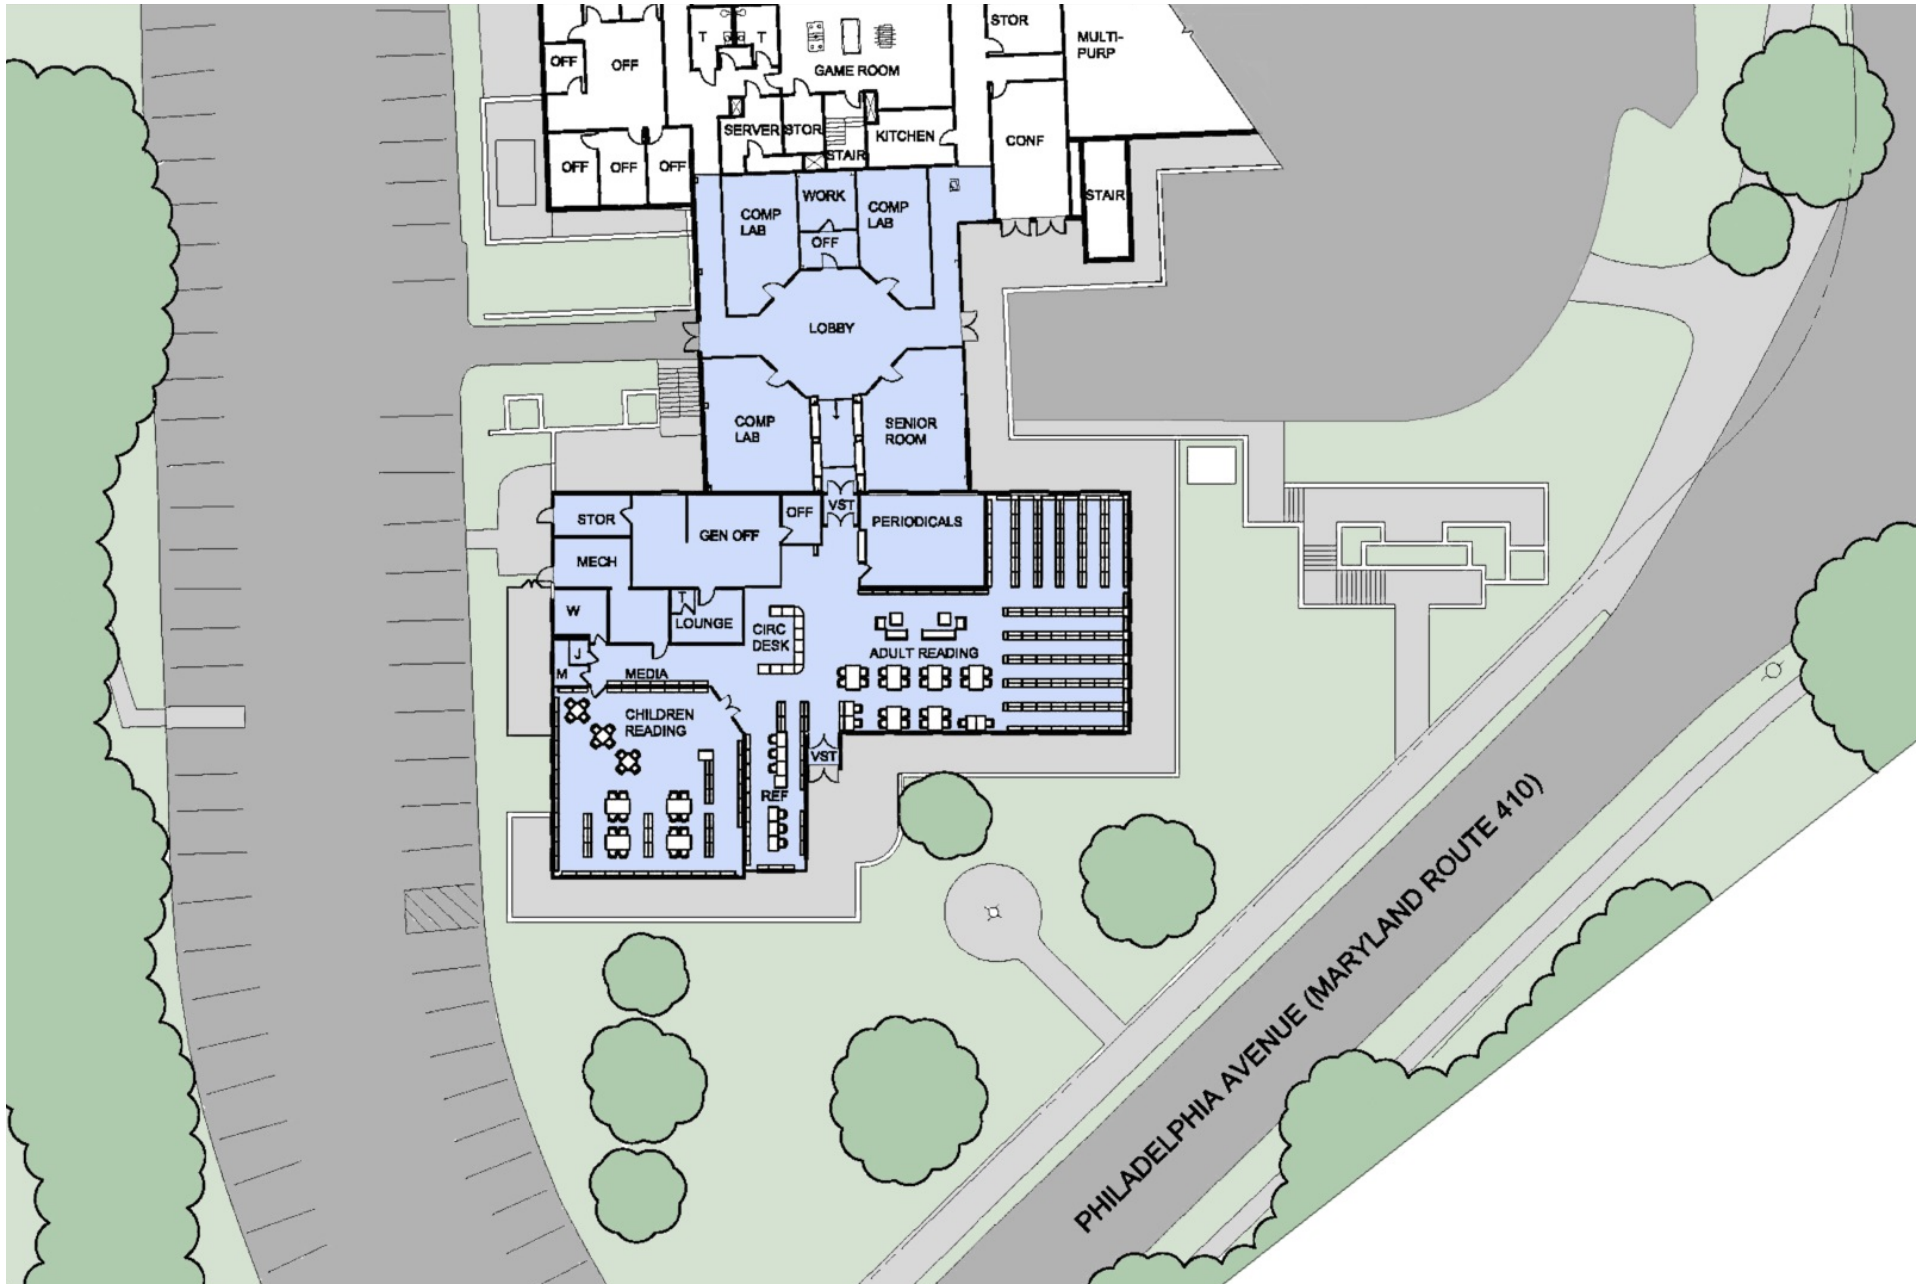 STOR
MULTI-
PURP
T
T
OFF
OFF
GAME ROOM
SERVER
STOR
STAIR
KITCHEN
CONF
OFF
OFF
OFF
STAIR
COMP
LAB
WORK
COMP
LAB
OFF
LOBBY
COMP
LAB
SENIOR
ROOM
STOR
GEN OFF
OFF
VST
PERIODICALS
MECH
W
T
LOUNGE
CIRC
DESK
ADULT READING
J
M
MEDIA
CHILDREN
READING
VST
REF
PHILADELPHIA AVENUE (MARYLAND ROUTE 410)